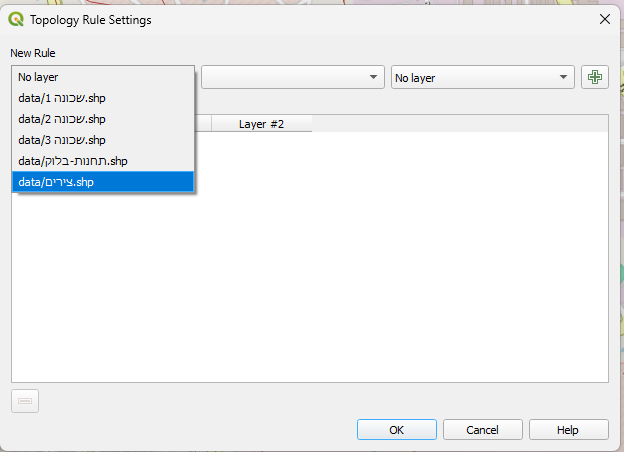 Topology Rule Settings
New Rule
No layer
No layer
data/שכונה 1.shp
data/שכונה 2.shp
Layer #2
data/שכונה 3.shp
data/תחנות-בלוק.shp
data/צירים.shp
OK
Cancel
Help